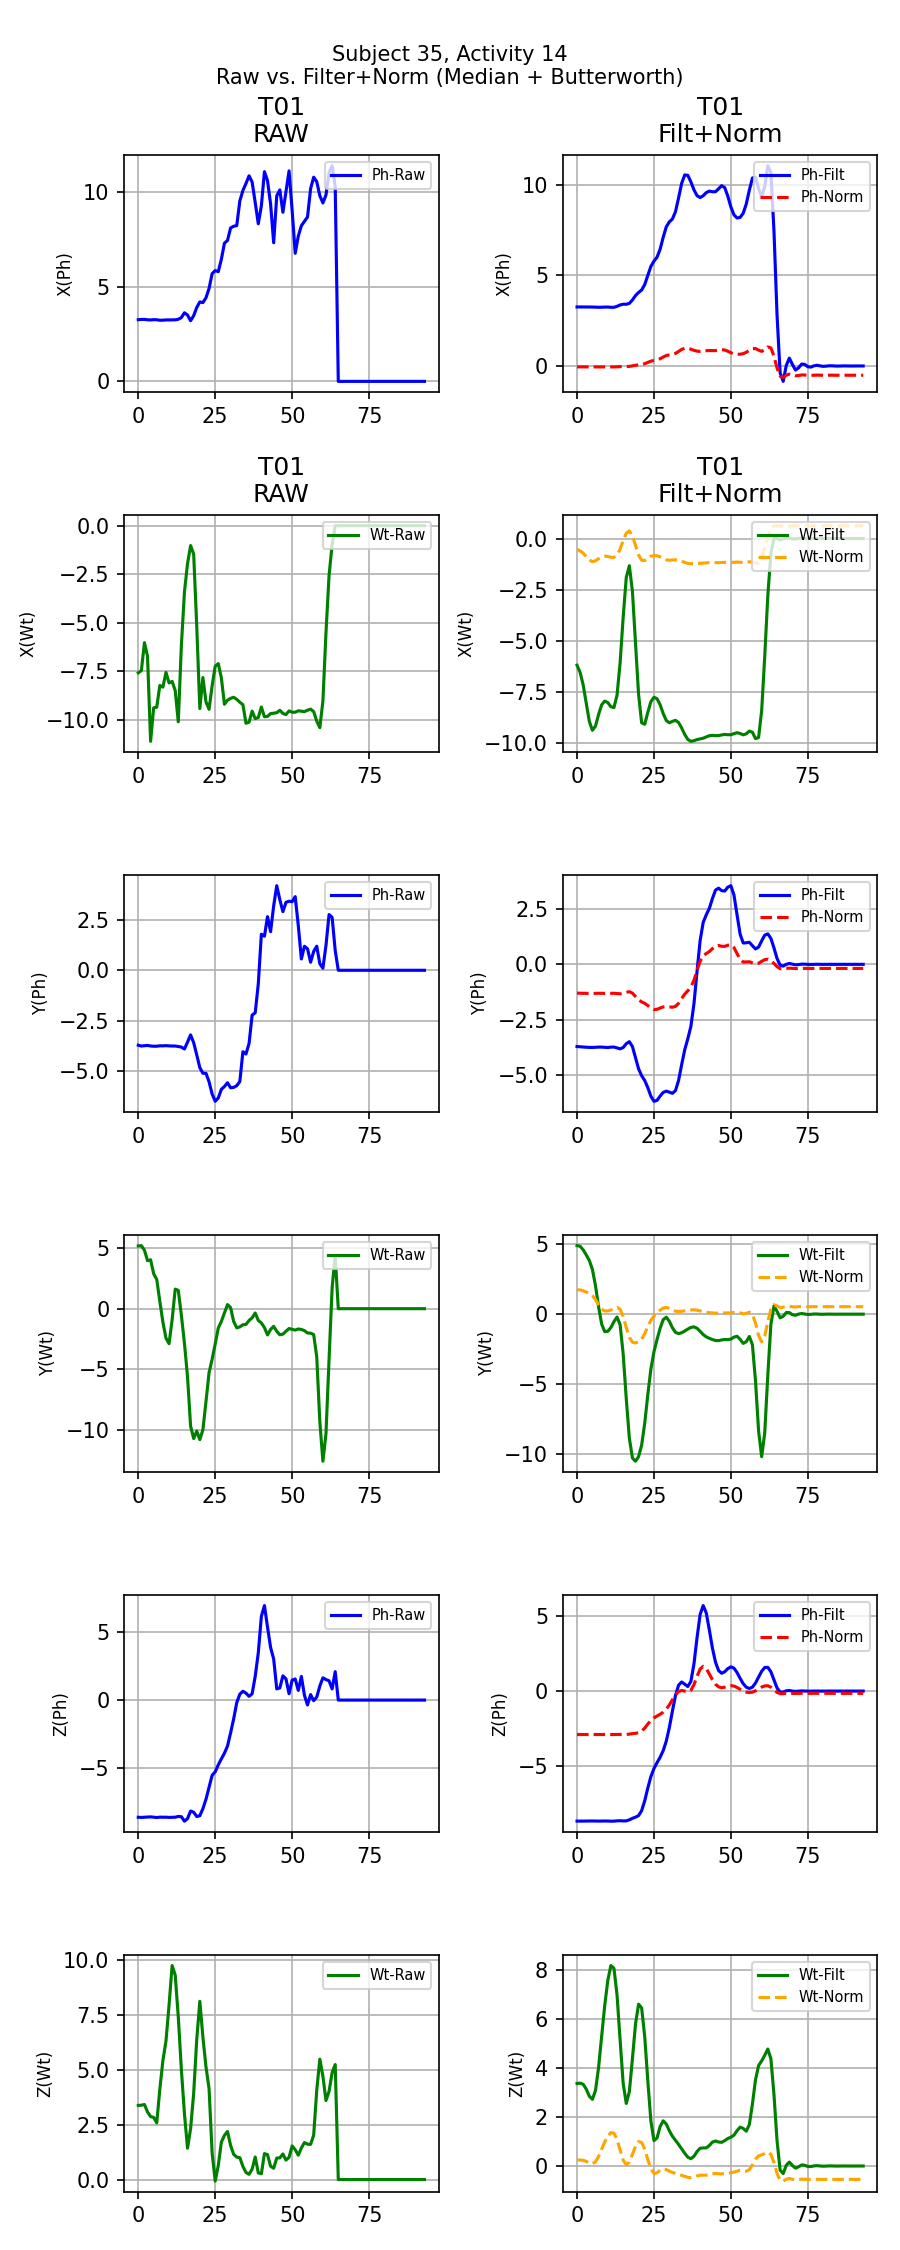 Subject 35, Activity 14
Raw vs. Filter+Norm (Median + Butterworth)
T01
RAW
T01
Filt+Norm
X(Ph)
10
5
0
Ph-Raw
0 25 50 75
X(Ph)
10
5
0
Ph-Filt
Ph-Norm
0 25 50 75
T01
RAW
T01
Filt+Norm
X(Wt)
0.0
−2.5
−5.0
−7.5
−10.0
Wt-Raw
0 25 50 75
X(Wt)
0.0
−2.5
−5.0
−7.5
−10.0
Wt-Filt
Wt-Norm
0 25 50 75
Y(Ph)
2.5
0.0
−2.5
−5.0
Ph-Raw
0 25 50 75
Y(Ph)
2.5
0.0
−2.5
−5.0
Ph-Filt
Ph-Norm
0 25 50 75
Y(Wt)
5
0
−5
−10
Wt-Raw
0 25 50 75
Y(Wt)
5
0
−5
−10
Wt-Filt
Wt-Norm
0 25 50 75
Z(Ph)
5
0
−5
Ph-Raw
0 25 50 75
Z(Ph)
5
0
−5
Ph-Filt
Ph-Norm
0 25 50 75
Z(Wt)
10.0
7.5
5.0
2.5
0.0
Wt-Raw
0 25 50 75
Z(Wt)
8
6
4
2
0
Wt-Filt
Wt-Norm
0 25 50 75